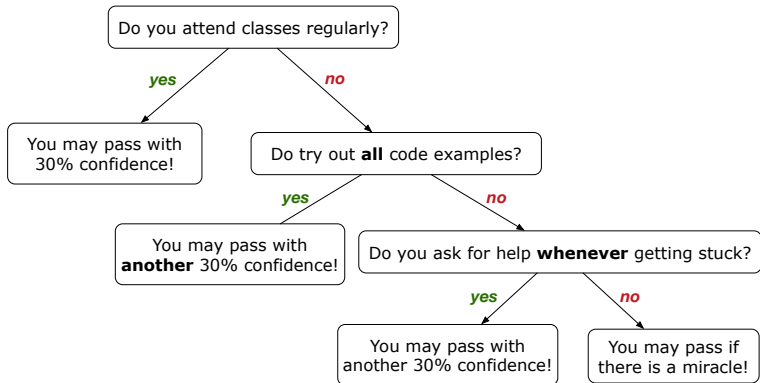 Do you attend classes regularly?
yes
no
You may pass with
30% confidence!
Do try out all code examples?
yes
no
You may pass with
another 30% confidence!
Do you ask for help whenever getting stuck?
yes
no
You may pass with
another 30% confidence!
You may pass if
there is a miracle!